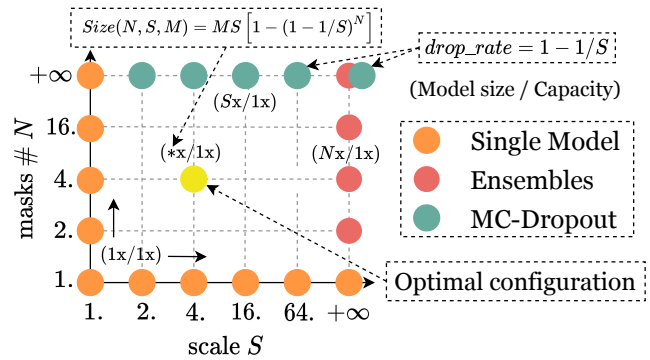 Size(N, S, M) = MS [1 - (1 - 1/S)^N]
drop_rate = 1 - 1/S
+∞
(Sx/1x)
(Model size / Capacity)
16.
(*x/1x)
(Nx/1x)
Single Model
masks # N
4.
Ensembles
2.
MC-Dropout
(1x/1x)
1.
Optimal configuration
1. 2. 4. 16. 64. +∞
scale S